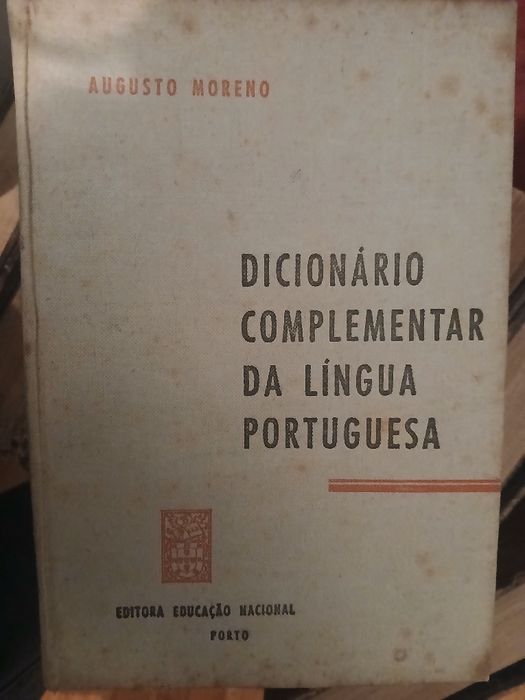 AUGUSTO MORENO
DICIONÁRIO
COMPLEMENTAR
DA LÍNGUA
PORTUGUESA
EDITORA EDUCAÇÃO NACIONAL
PORTO